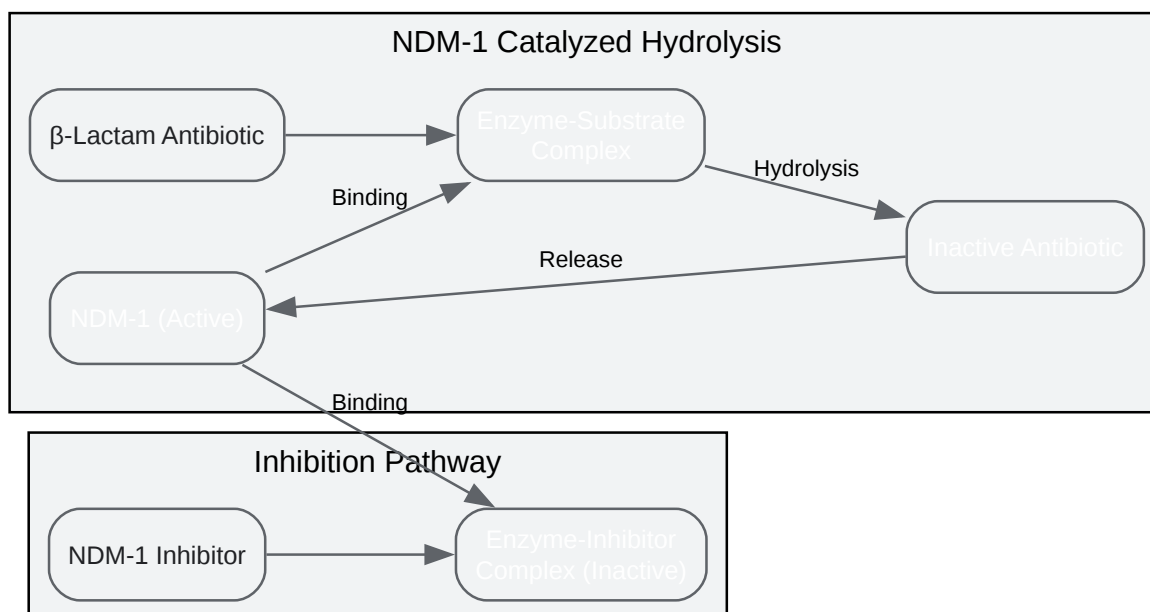 NDM-1 Catalyzed Hydrolysis
β-Lactam Antibiotic
Enzyme-Substrate
Complex
Binding
Hydrolysis
Inactive Antibiotic
Release
NDM-1 (Active)
Binding
Inhibition Pathway
NDM-1 Inhibitor
Enzyme-Inhibitor
Complex (Inactive)